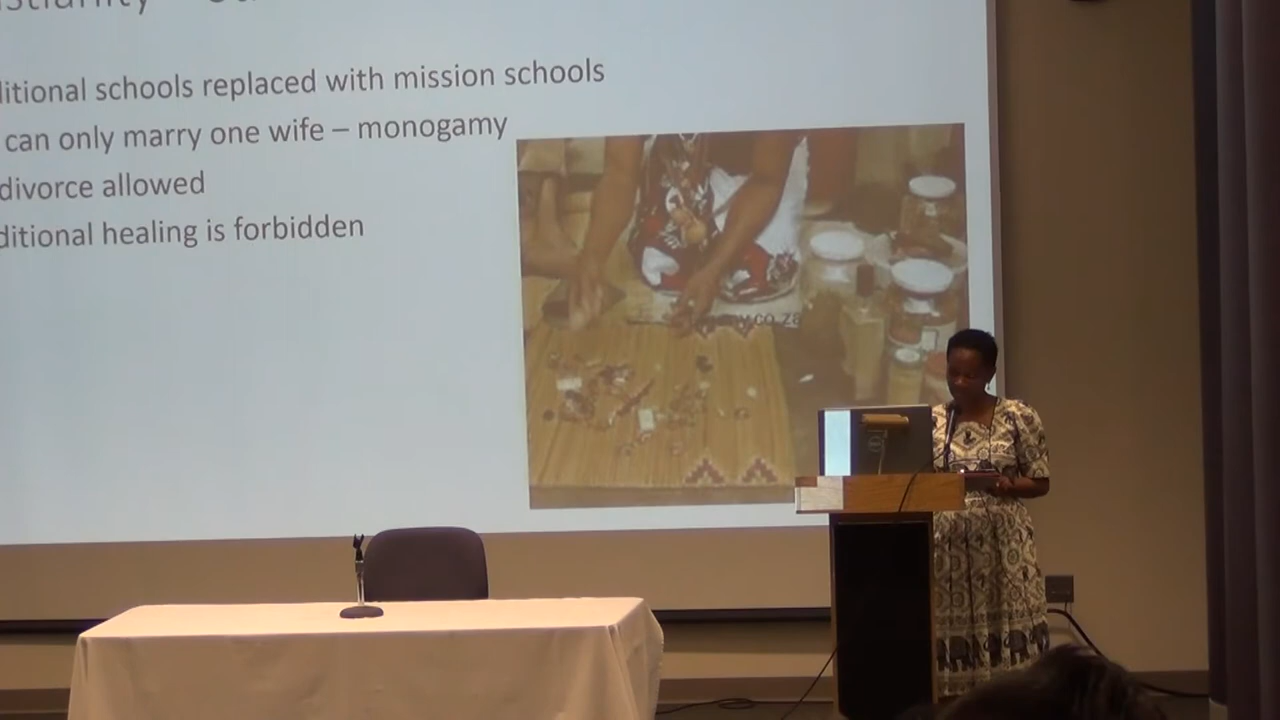 ditional schools replaced with mission schools
can only marry one wife – monogamy
divorce allowed
ditional healing is forbidden